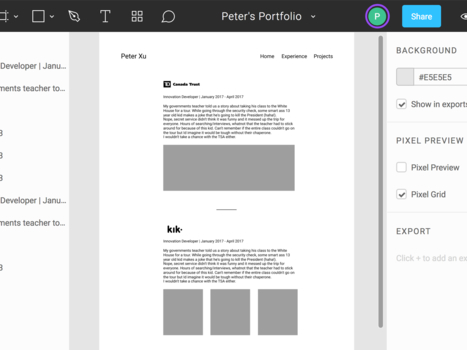 Peter's Portfolio
P
Share
Developer | Janu...
ments teacher to...
3
3
Developer | Janu...
ments teacher to...
3
Peter Xu
Home Experience Projects
TD Canada Trust
Innovation Developer | January 2017 - April 2017
My governments teacher told us a story about taking his class to the White
House for a tour. While going through the security check, some smart ass 13
year old kid makes a joke that he's going to kill the President (haha!).
Nope, secret service didn't think it was funny and it messed up the trip for
everyone. Hours of searching/interviews, whatnot that the teacher had to stick
around for because of this kid. Can't remember if the entire class couldn't go on
the tour but I'd imagine it would be tough without their chaperone.
I wouldn't take a chance with the TSA either.
kik·
Innovation Developer | January 2017 - April 2017
My governments teacher told us a story about taking his class to the White
House for a tour. While going through the security check, some smart ass 13
year old kid makes a joke that he's going to kill the President (haha!).
Nope, secret service didn't think it was funny and it messed up the trip for
everyone. Hours of searching/interviews, whatnot that the teacher had to stick
around for because of this kid. Can't remember if the entire class couldn't go on
the tour but I'd imagine it would be tough without their chaperone.
I wouldn't take a chance with the TSA either.
BACKGROUND
#E5E5E5
Show in exports
PIXEL PREVIEW
Pixel Preview
Pixel Grid
EXPORT
Click + to add an ex